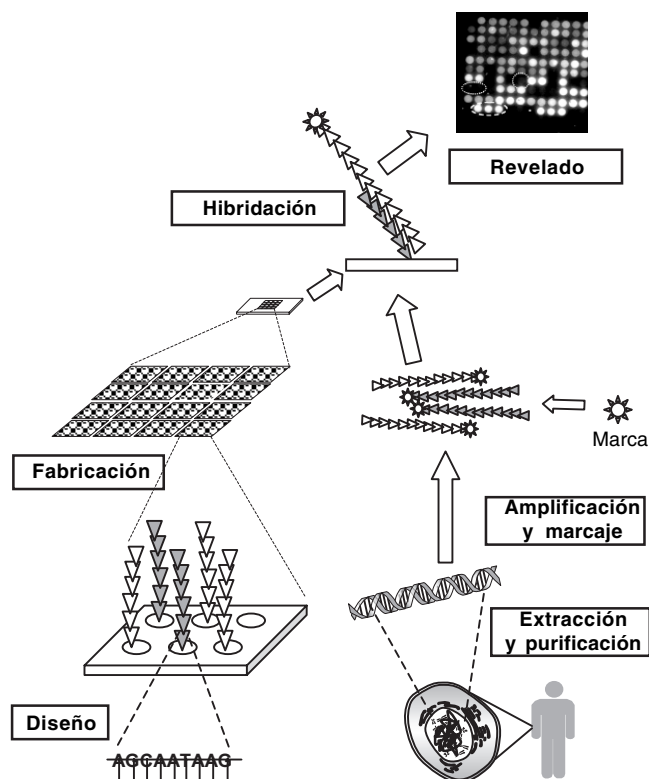 Revelado
Hibridación
Marca
Fabricación
Amplificación
y marcaje
Extracción
y purificación
Diseño
AGCAATAAG